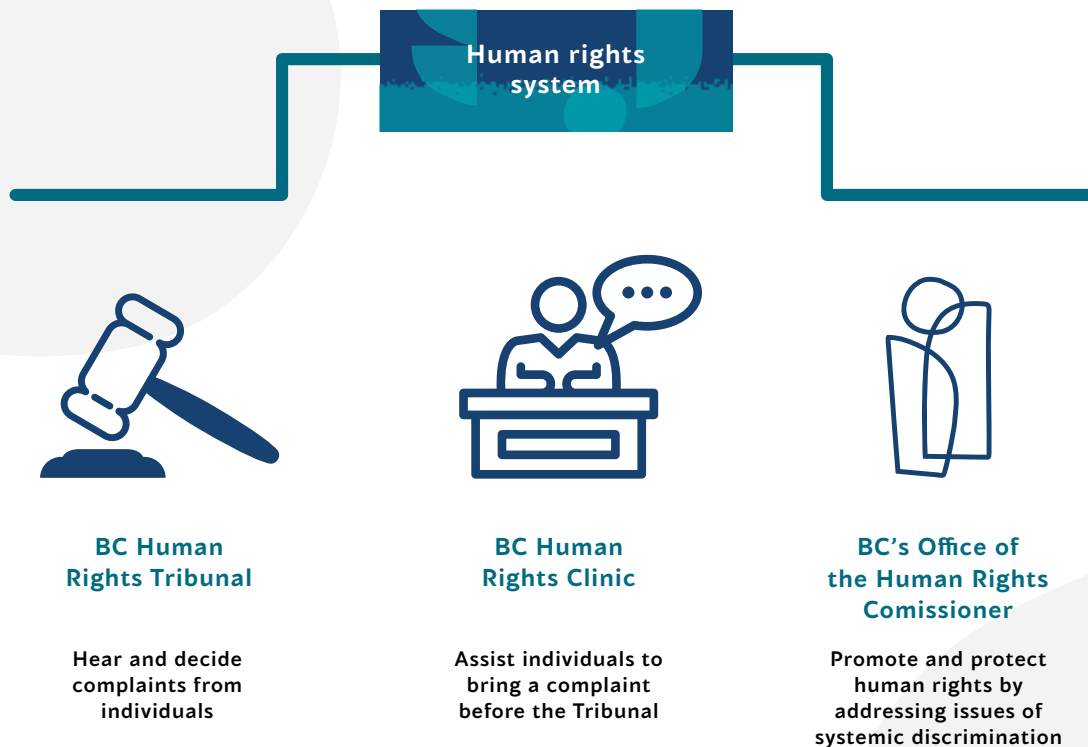 Human rights
system
BC Human
Rights Tribunal
Hear and decide
complaints from
individuals
BC Human
Rights Clinic
Assist individuals to
bring a complaint
before the Tribunal
BC’s Office of
the Human Rights
Comissioner
Promote and protect
human rights by
addressing issues of
systemic discrimination